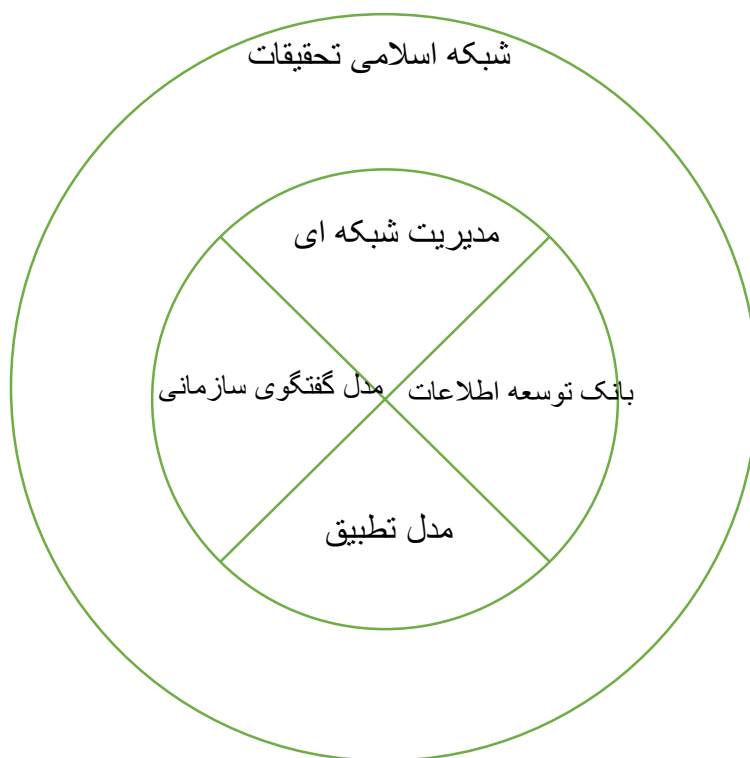 شبکه اسلامی تحقیقات
مدیریت شبکه ای
بانک توسعه اطلاعات
مدل گفتگوی سازمانی
مدل تطبیق